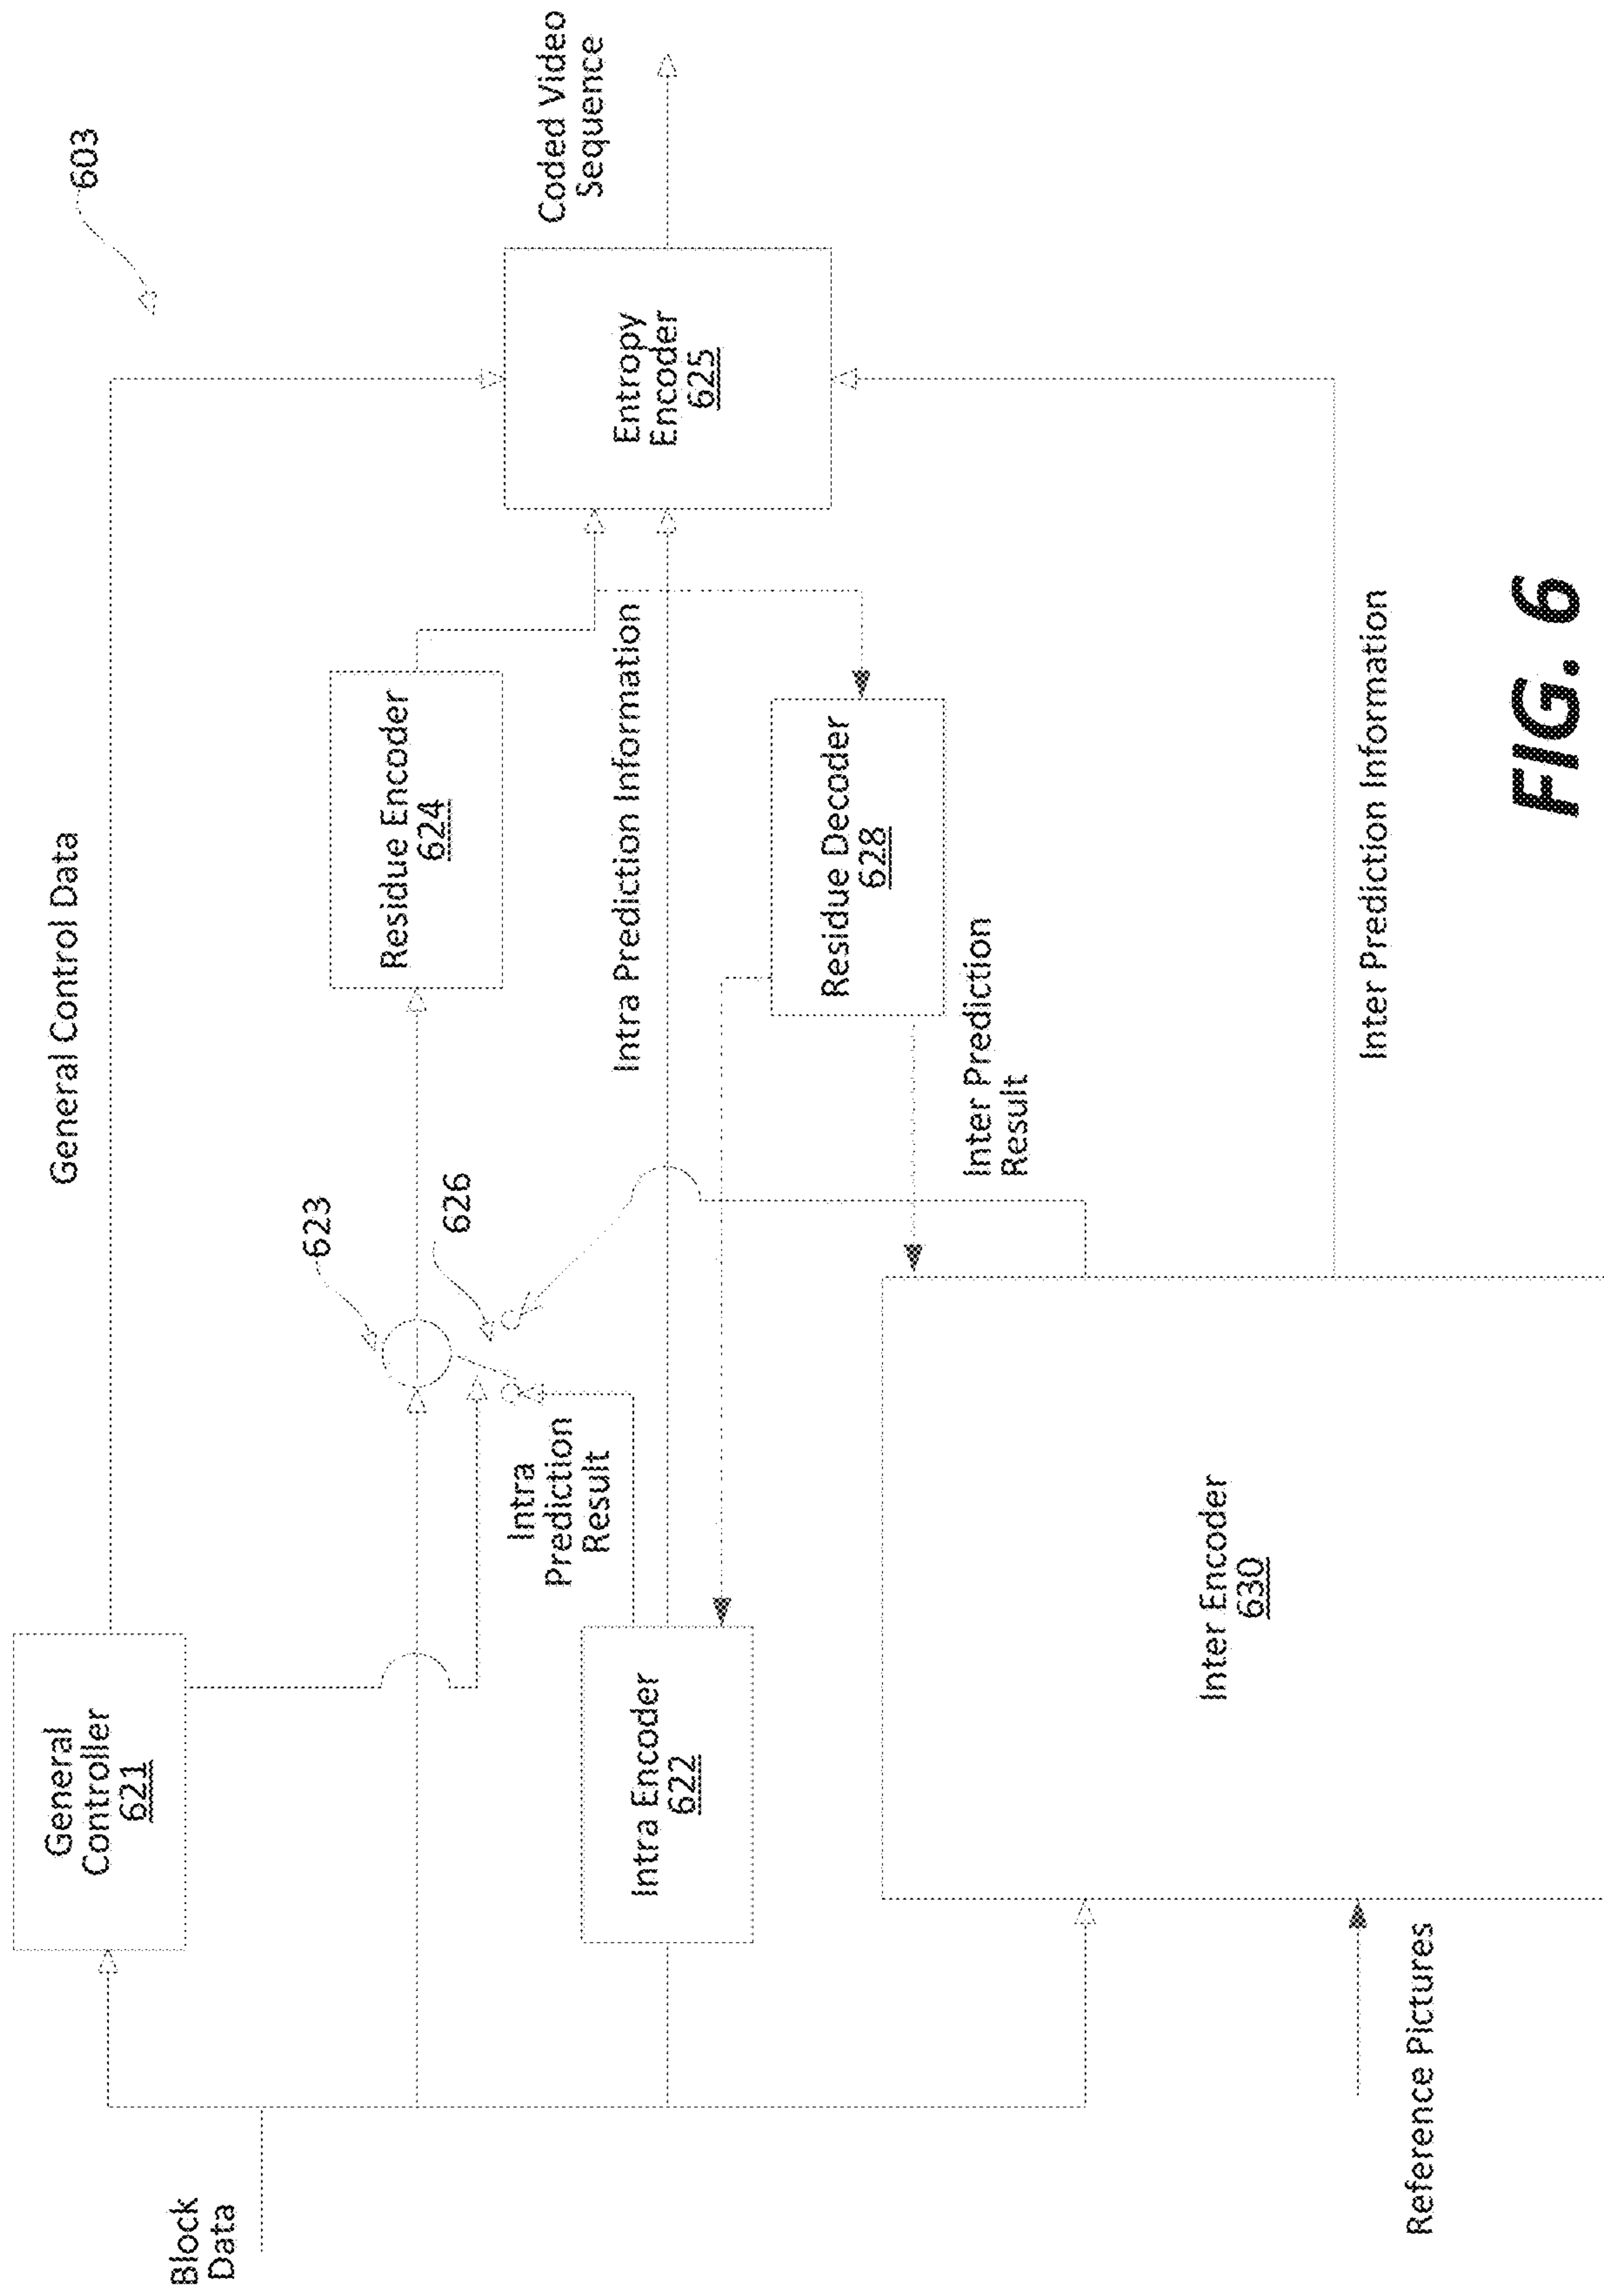 603
General Control Data
General
Controller
621
Block
Data
623
626
Residue Encoder
624
Coded Video
Sequence
Entropy
Encoder
625
Intra
Prediction
Result
Intra Prediction Information
Intra Encoder
622
Residue Decoder
628
Inter Prediction
Result
Inter Encoder
630
Inter Prediction Information
Reference Pictures
FIG. 6